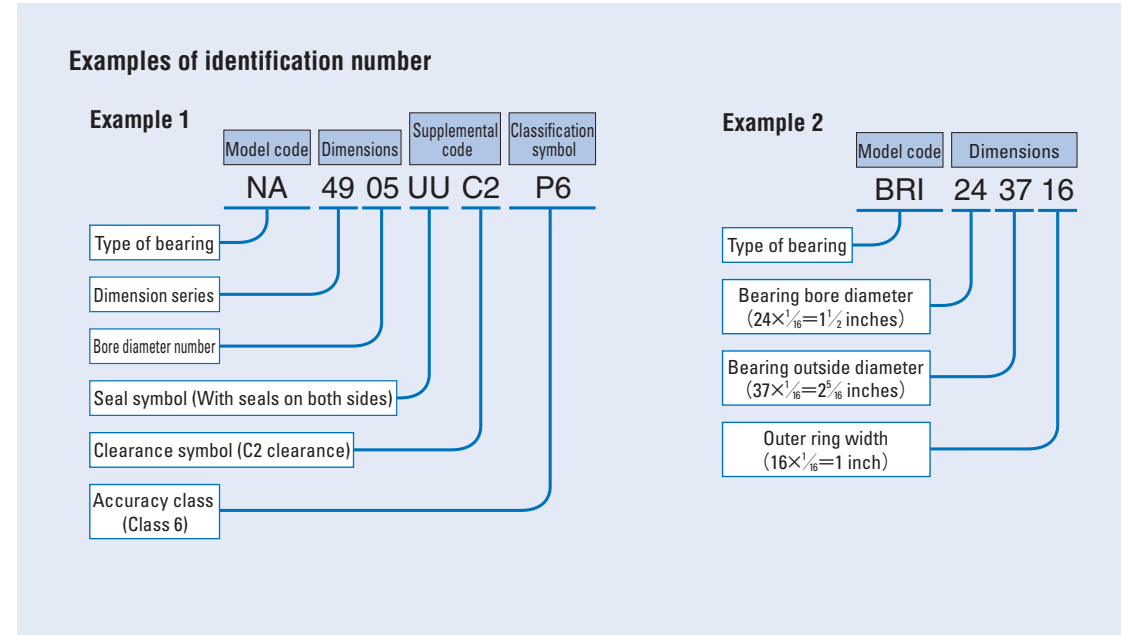 Examples of identification number
Example 1
Model code Dimensions Supplemental code Classification symbol
NA 49 05 UU C2 P6
Type of bearing
Dimension series
Bore diameter number
Seal symbol (With seals on both sides)
Clearance symbol (C2 clearance)
Accuracy class
(Class 6)
Example 2
Model code Dimensions
BRI 24 37 16
Type of bearing
Bearing bore diameter
(24×1/16=1 1/2 inches)
Bearing outside diameter
(37×1/16=2 5/16 inches)
Outer ring width
(16×1/16=1 inch)